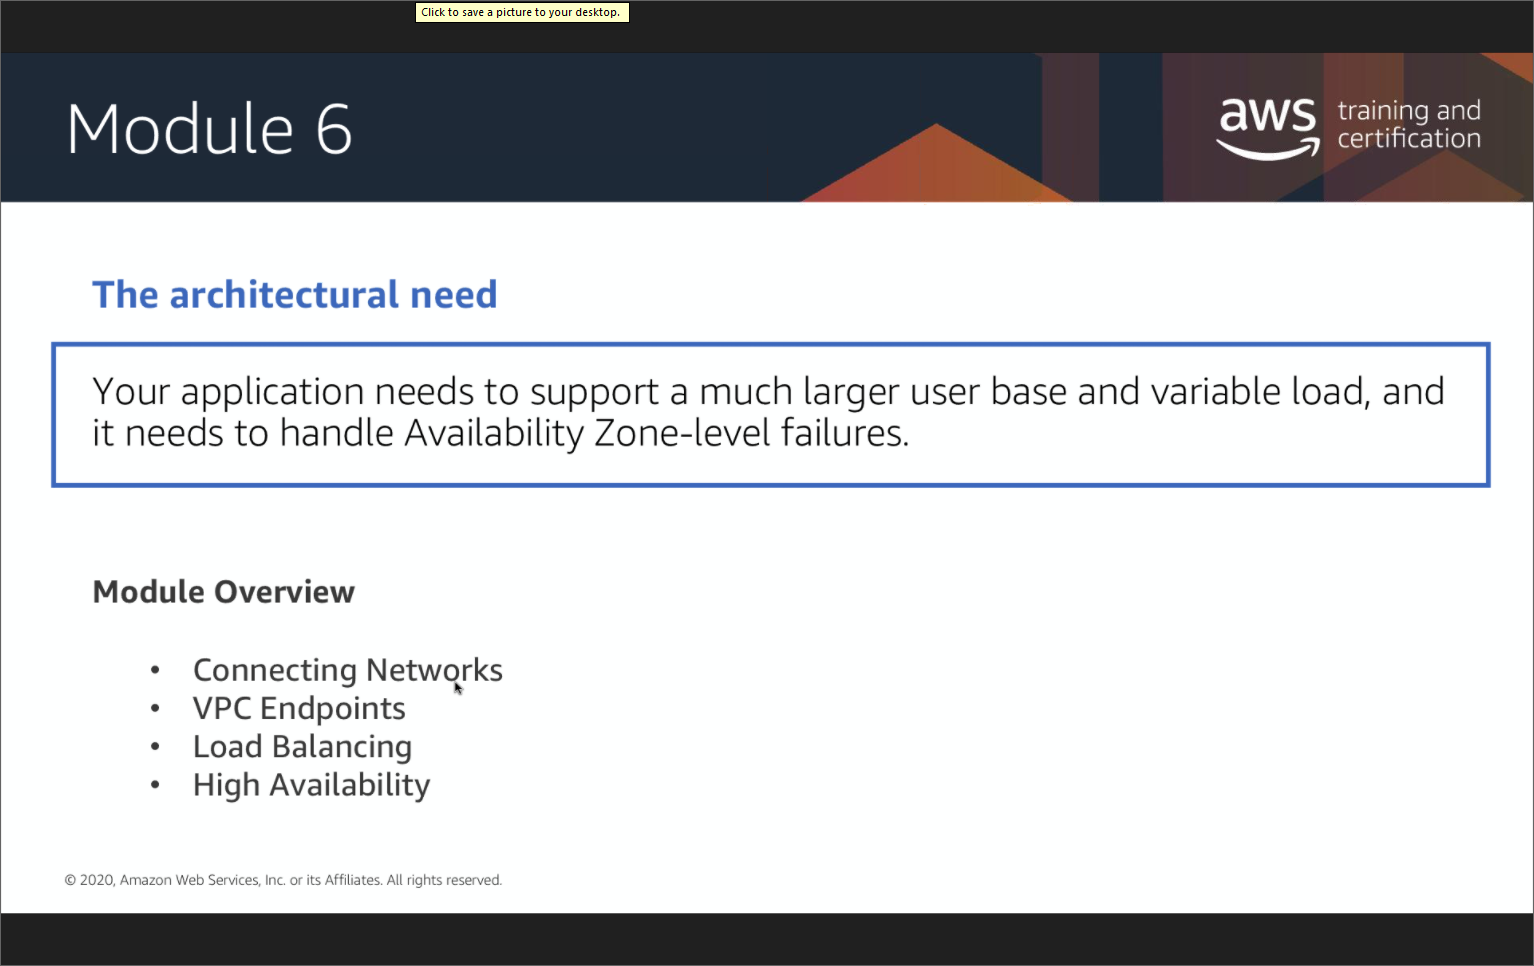 Click to save a picture to your desktop.
Module 6
aws training and
certification
The architectural need
Your application needs to support a much larger user base and variable load, and
it needs to handle Availability Zone-level failures.
Module Overview
• Connecting Networks
• VPC Endpoints
• Load Balancing
• High Availability
© 2020, Amazon Web Services, Inc. or its Affiliates. All rights reserved.